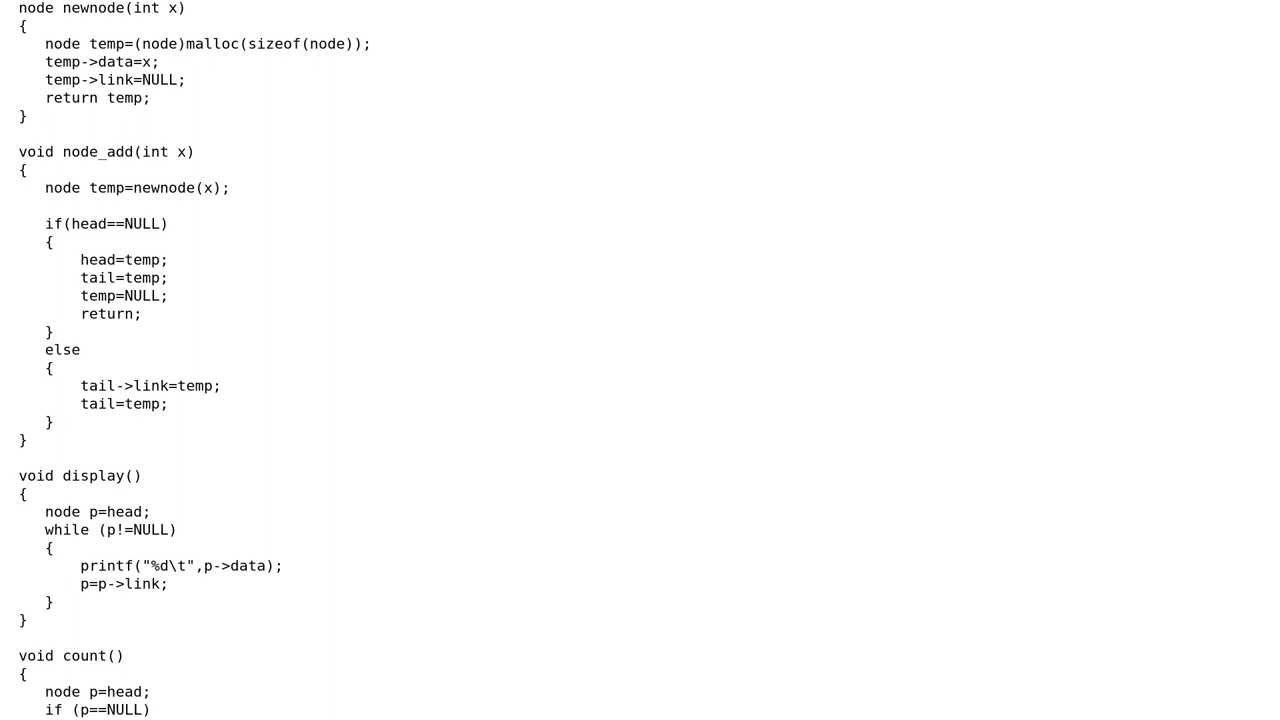 node newnode(int x)
{
   node temp=(node)malloc(sizeof(node));
   temp->data=x;
   temp->link=NULL;
   return temp;
}

void node_add(int x)
{
   node temp=newnode(x);

   if(head==NULL)
   {
       head=temp;
       tail=temp;
       temp=NULL;
       return;
   }
   else
   {
       tail->link=temp;
       tail=temp;
   }
}

void display()
{
   node p=head;
   while (p!=NULL)
   {
       printf("%d\t",p->data);
       p=p->link;
   }
}

void count()
{
   node p=head;
   if (p==NULL)